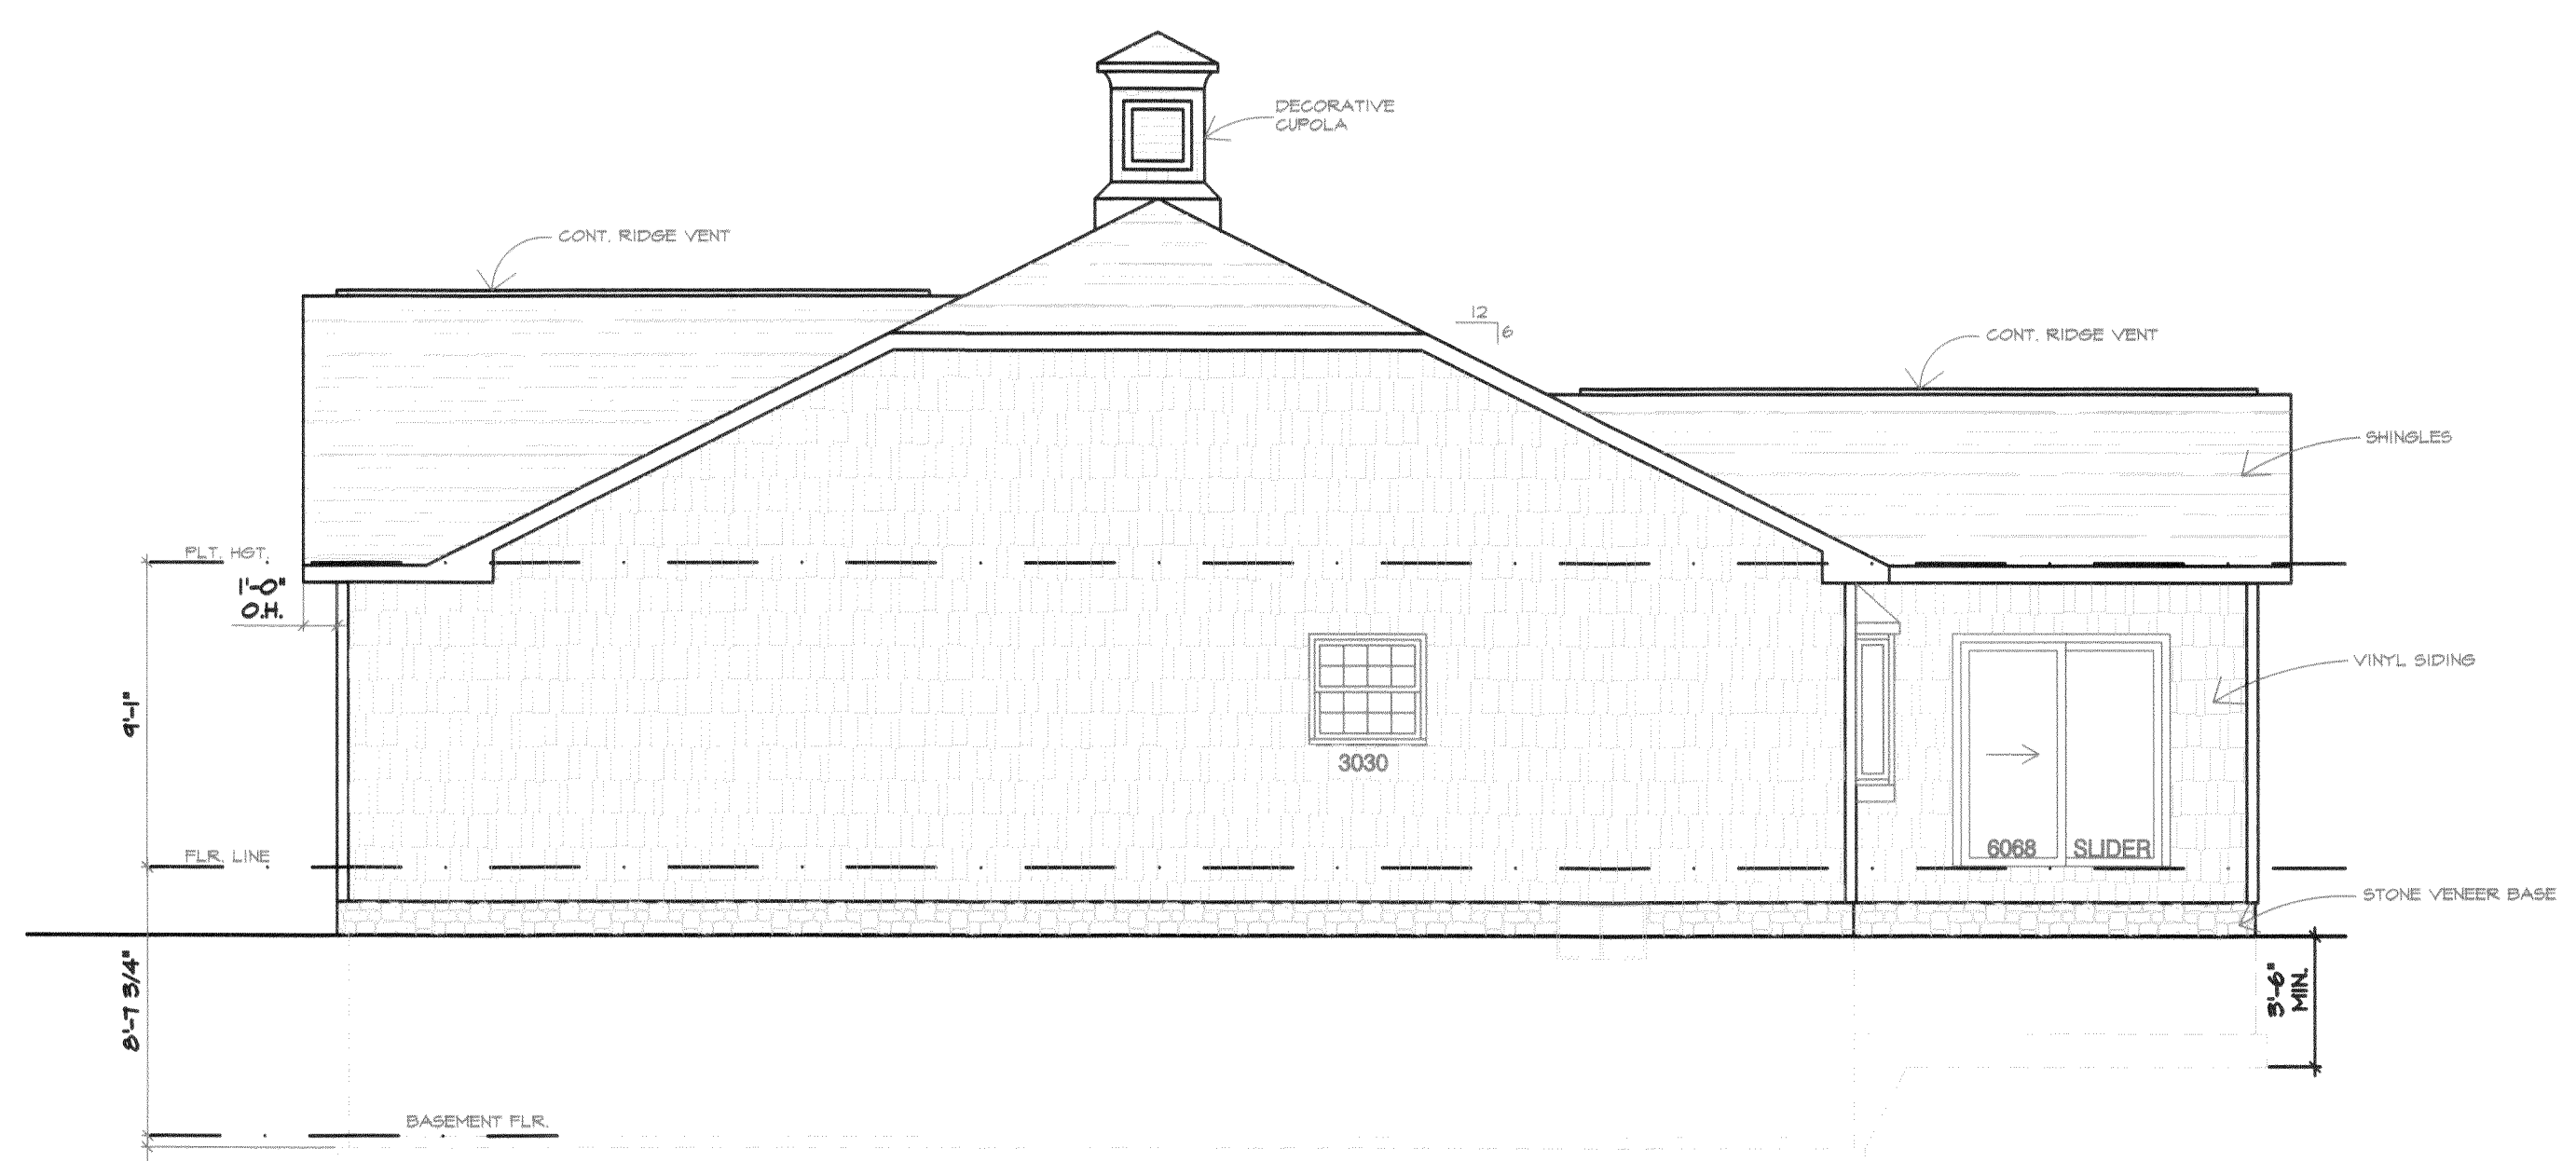 DECORATIVE
CUPOLA
CONT. RIDGE VENT
12
6
CONT. RIDGE VENT
SHINGLES
PLT. HGT.
1'-0"
O.H.
VINYL SIDING
9'-1"
3030
6068 SLIDER
FLR. LINE
STONE VENEER BASE
8'-7 3/4"
3'-6"
MIN.
BASEMENT FLR.